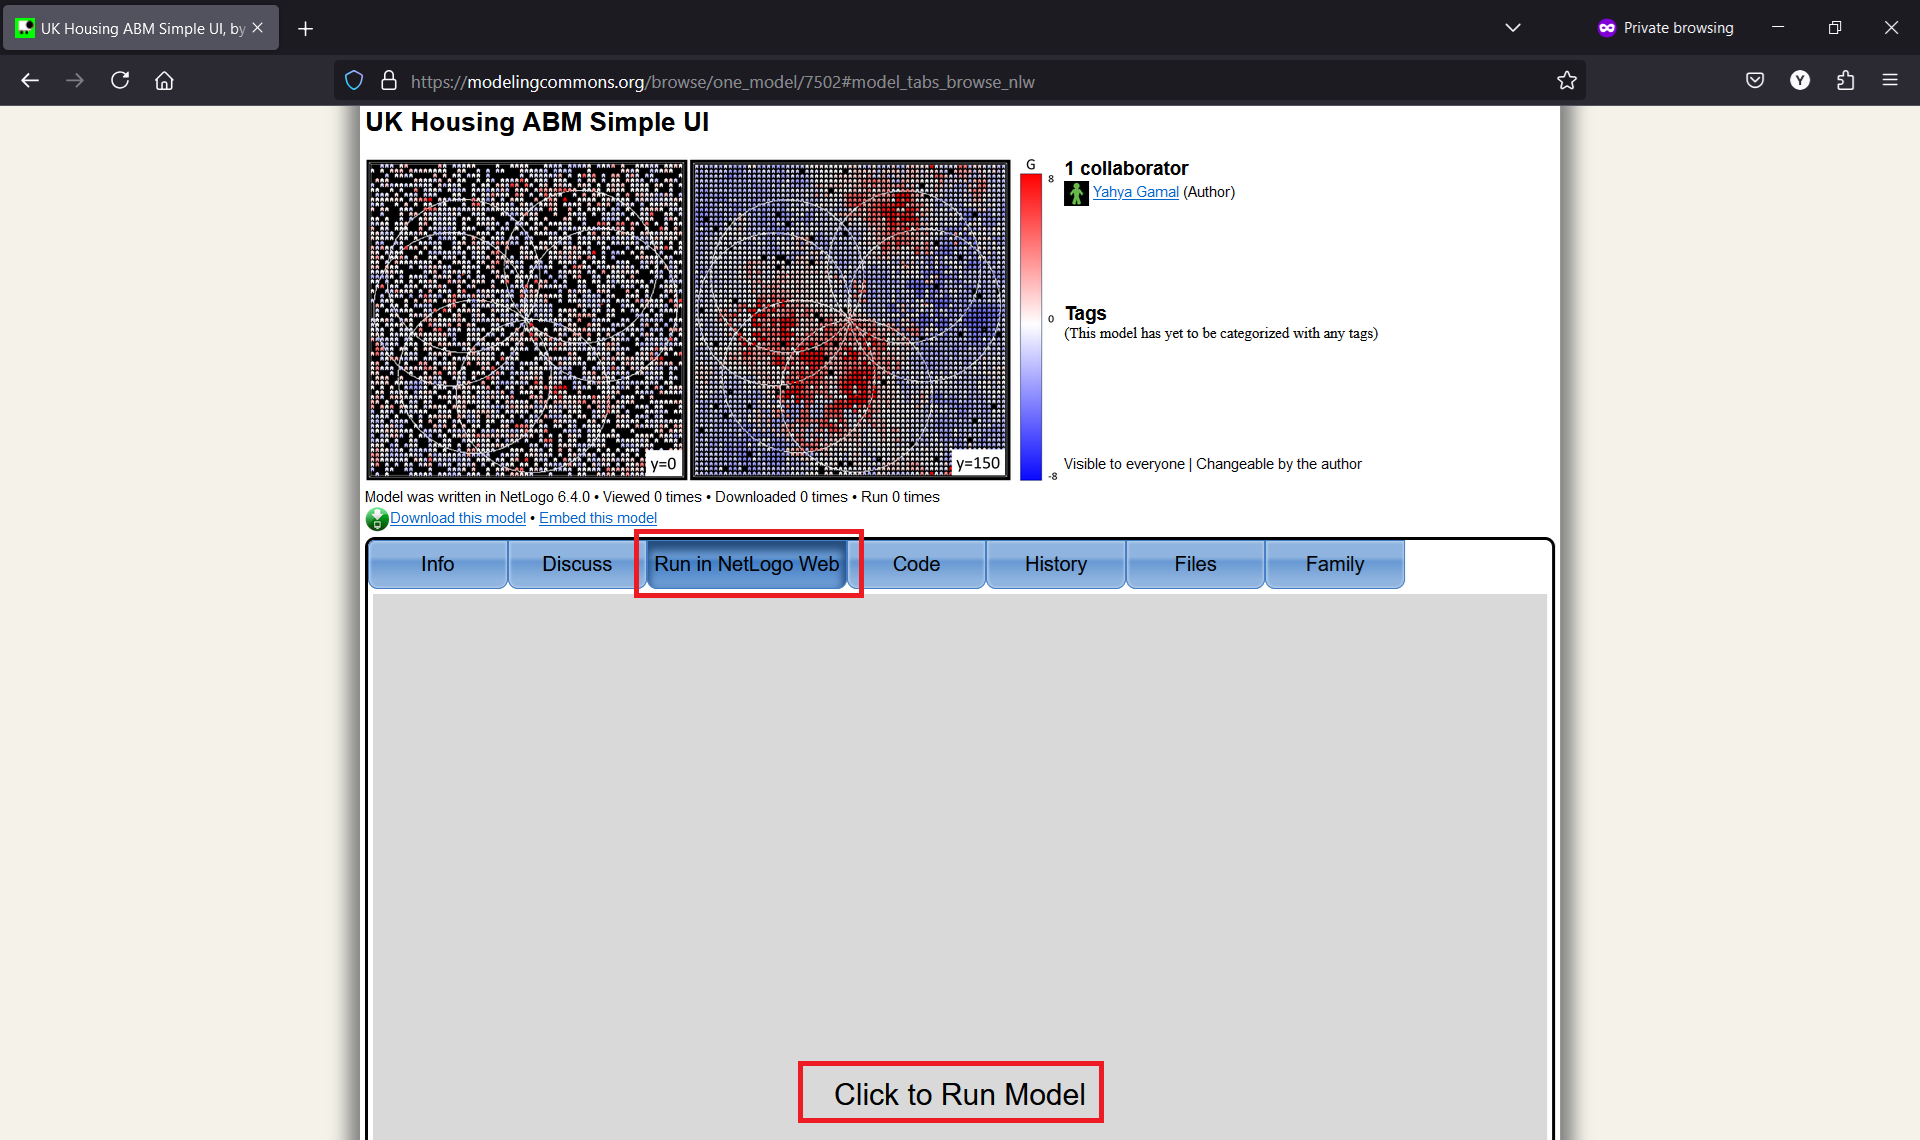 UK Housing ABM Simple UI, by
Private browsing
https://modelingcommons.org/browse/one_model/7502#model_tabs_browse_nlw
Y
UK Housing ABM Simple UI
y=0
y=150
G
8
0
-8
1 collaborator
Yahya Gamal (Author)
Tags
(This model has yet to be categorized with any tags)
Visible to everyone | Changeable by the author
Model was written in NetLogo 6.4.0 • Viewed 0 times • Downloaded 0 times • Run 0 times
Download this model • Embed this model
Info Discuss Run in NetLogo Web Code History Files Family
Click to Run Model